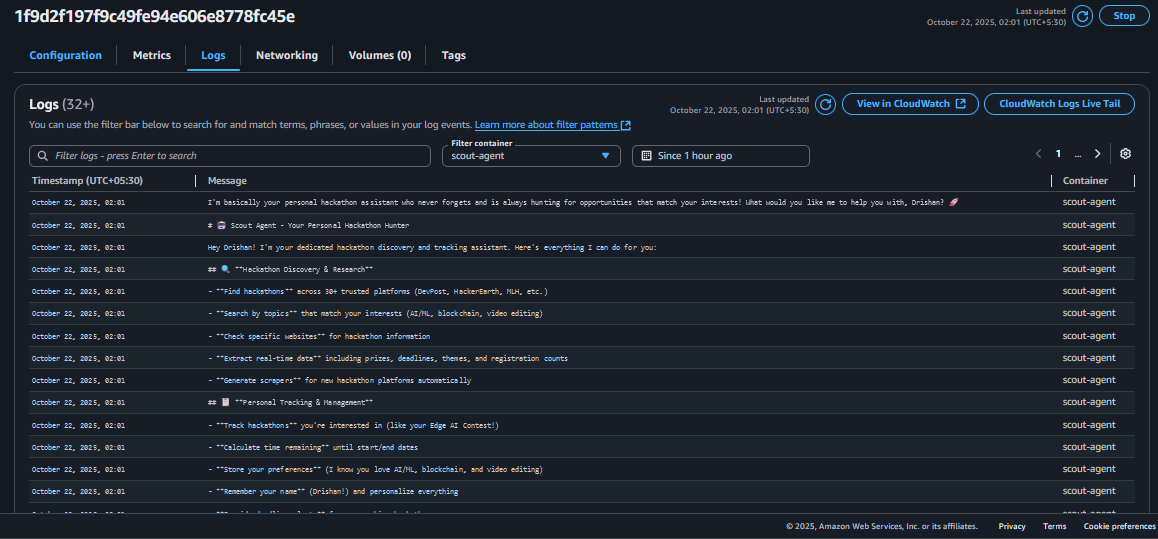 1f9d2f197f9c49fe94e606e8778fc45e
Last updated
October 22, 2025, 02:01 (UTC+5:30)
Stop
Configuration Metrics Logs Networking Volumes (0) Tags
Logs (32+)
Last updated
October 22, 2025, 02:01 (UTC+5:30)
View in CloudWatch
CloudWatch Logs Live Tail
You can use the filter bar below to search for and match terms, phrases, or values in your log events. Learn more about filter patterns
Filter logs - press Enter to search
Filter container
scout-agent
Since 1 hour ago
1 ...
Timestamp (UTC+05:30) Message Container
October 22, 2025, 02:01 I'm basically your personal hackathon assistant who never forgets and is always hunting for opportunities that match your interests! What would you like me to help you with, Drishan? 🚀 scout-agent
October 22, 2025, 02:01 # 🤖 Scout Agent - Your Personal Hackathon Hunter scout-agent
October 22, 2025, 02:01 Hey Drishan! I'm your dedicated hackathon discovery and tracking assistant. Here's everything I can do for you: scout-agent
October 22, 2025, 02:01 ## 🔍 **Hackathon Discovery & Research** scout-agent
October 22, 2025, 02:01 - **Find hackathons** across 30+ trusted platforms (DevPost, HackerEarth, MLH, etc.) scout-agent
October 22, 2025, 02:01 - **Search by topics** that match your interests (AI/ML, blockchain, video editing) scout-agent
October 22, 2025, 02:01 - **Check specific websites** for hackathon information scout-agent
October 22, 2025, 02:01 - **Extract real-time data** including prizes, deadlines, themes, and registration counts scout-agent
October 22, 2025, 02:01 - **Generate scrapers** for new hackathon platforms automatically scout-agent
October 22, 2025, 02:01 ## 📋 **Personal Tracking & Management** scout-agent
October 22, 2025, 02:01 - **Track hackathons** you're interested in (like your Edge AI Contest!) scout-agent
October 22, 2025, 02:01 - **Calculate time remaining** until start/end dates scout-agent
October 22, 2025, 02:01 - **Store your preferences** (I know you love AI/ML, blockchain, and video editing) scout-agent
October 22, 2025, 02:01 - **Remember your name** (Drishan!) and personalize everything scout-agent
© 2025, Amazon Web Services, Inc. or its affiliates. Privacy Terms Cookie preferences